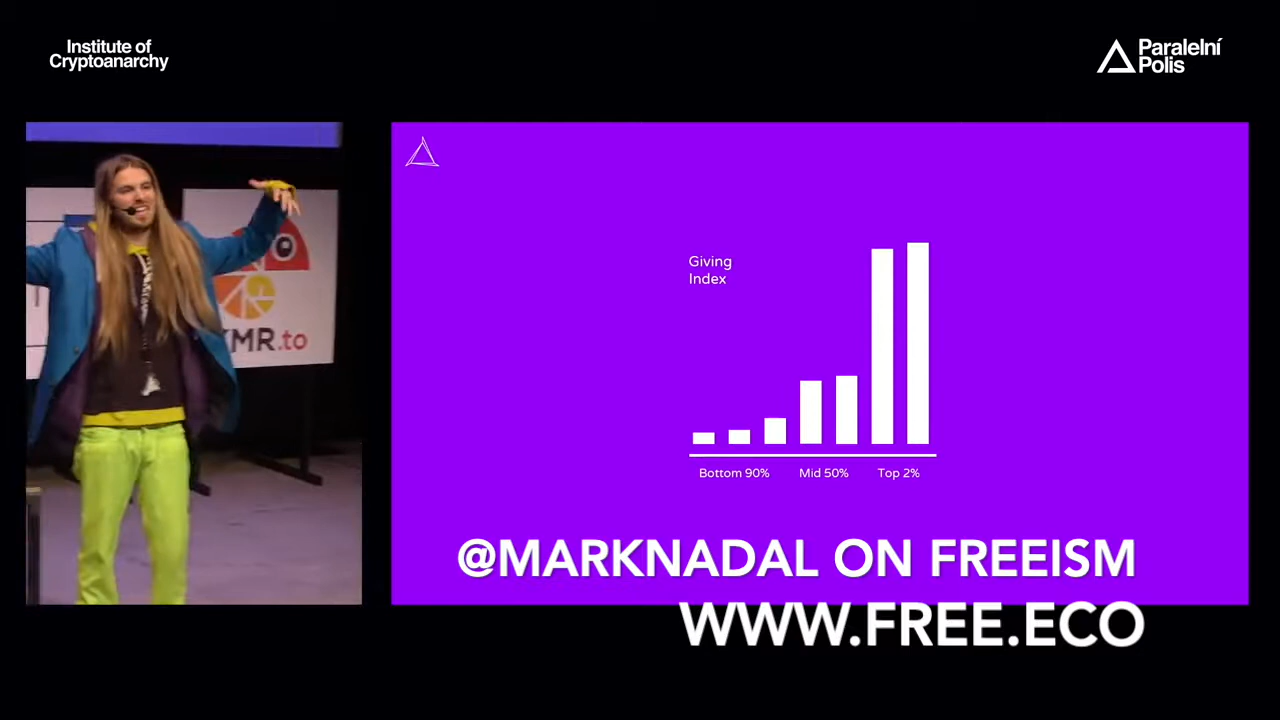 Institute of
Cryptoanarchy
Paralelní
Polis
MR.to
Giving
Index
Bottom 90%
Mid 50%
Top 2%
@MARKNADAL ON FREEISM
WWW.FREE.ECO